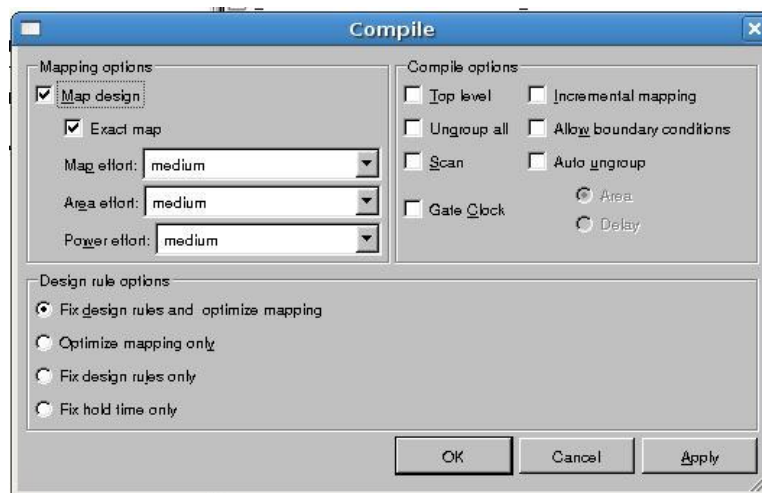 Compile
Mapping options
Map design
Exact map
Map effort: medium
Area effort: medium
Power effort: medium
Compile options
Top level
Incremental mapping
Ungroup all
Allow boundary conditions
Scan
Auto ungroup
Area
Gate Clock
Delay
Design rule options
Fix design rules and optimize mapping
Optimize mapping only
Fix design rules only
Fix hold time only
OK
Cancel
Apply